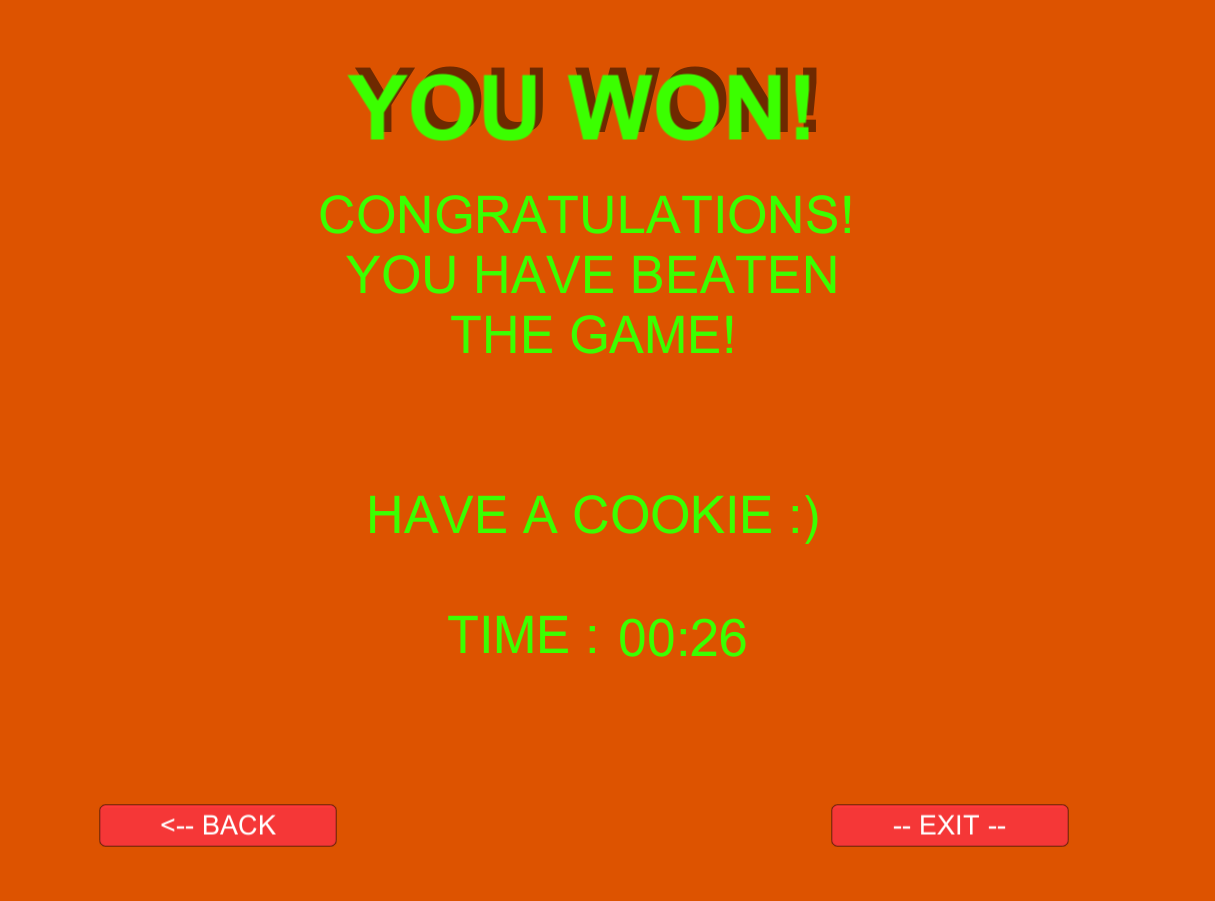 YOU WON!
CONGRATULATIONS!
YOU HAVE BEATEN
THE GAME!
HAVE A COOKIE :)
TIME : 00:26
<-- BACK
-- EXIT --